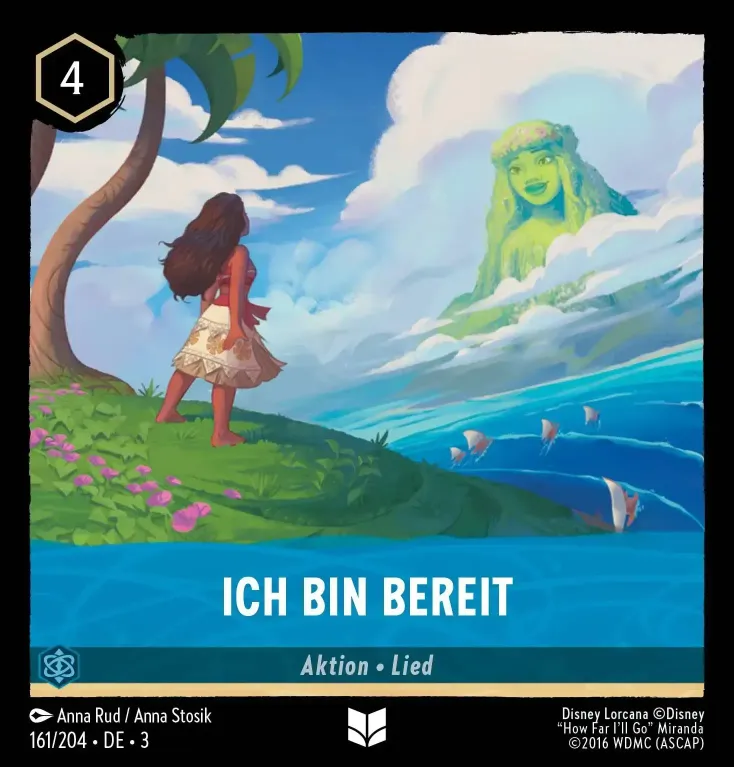 4
ICH BIN BEREIT
Aktion • Lied
Anna Rud / Anna Stosik
161/204 • DE • 3
Disney Lorcana ©Disney
“How Far I’ll Go” Miranda
©2016 WDMC (ASCAP)